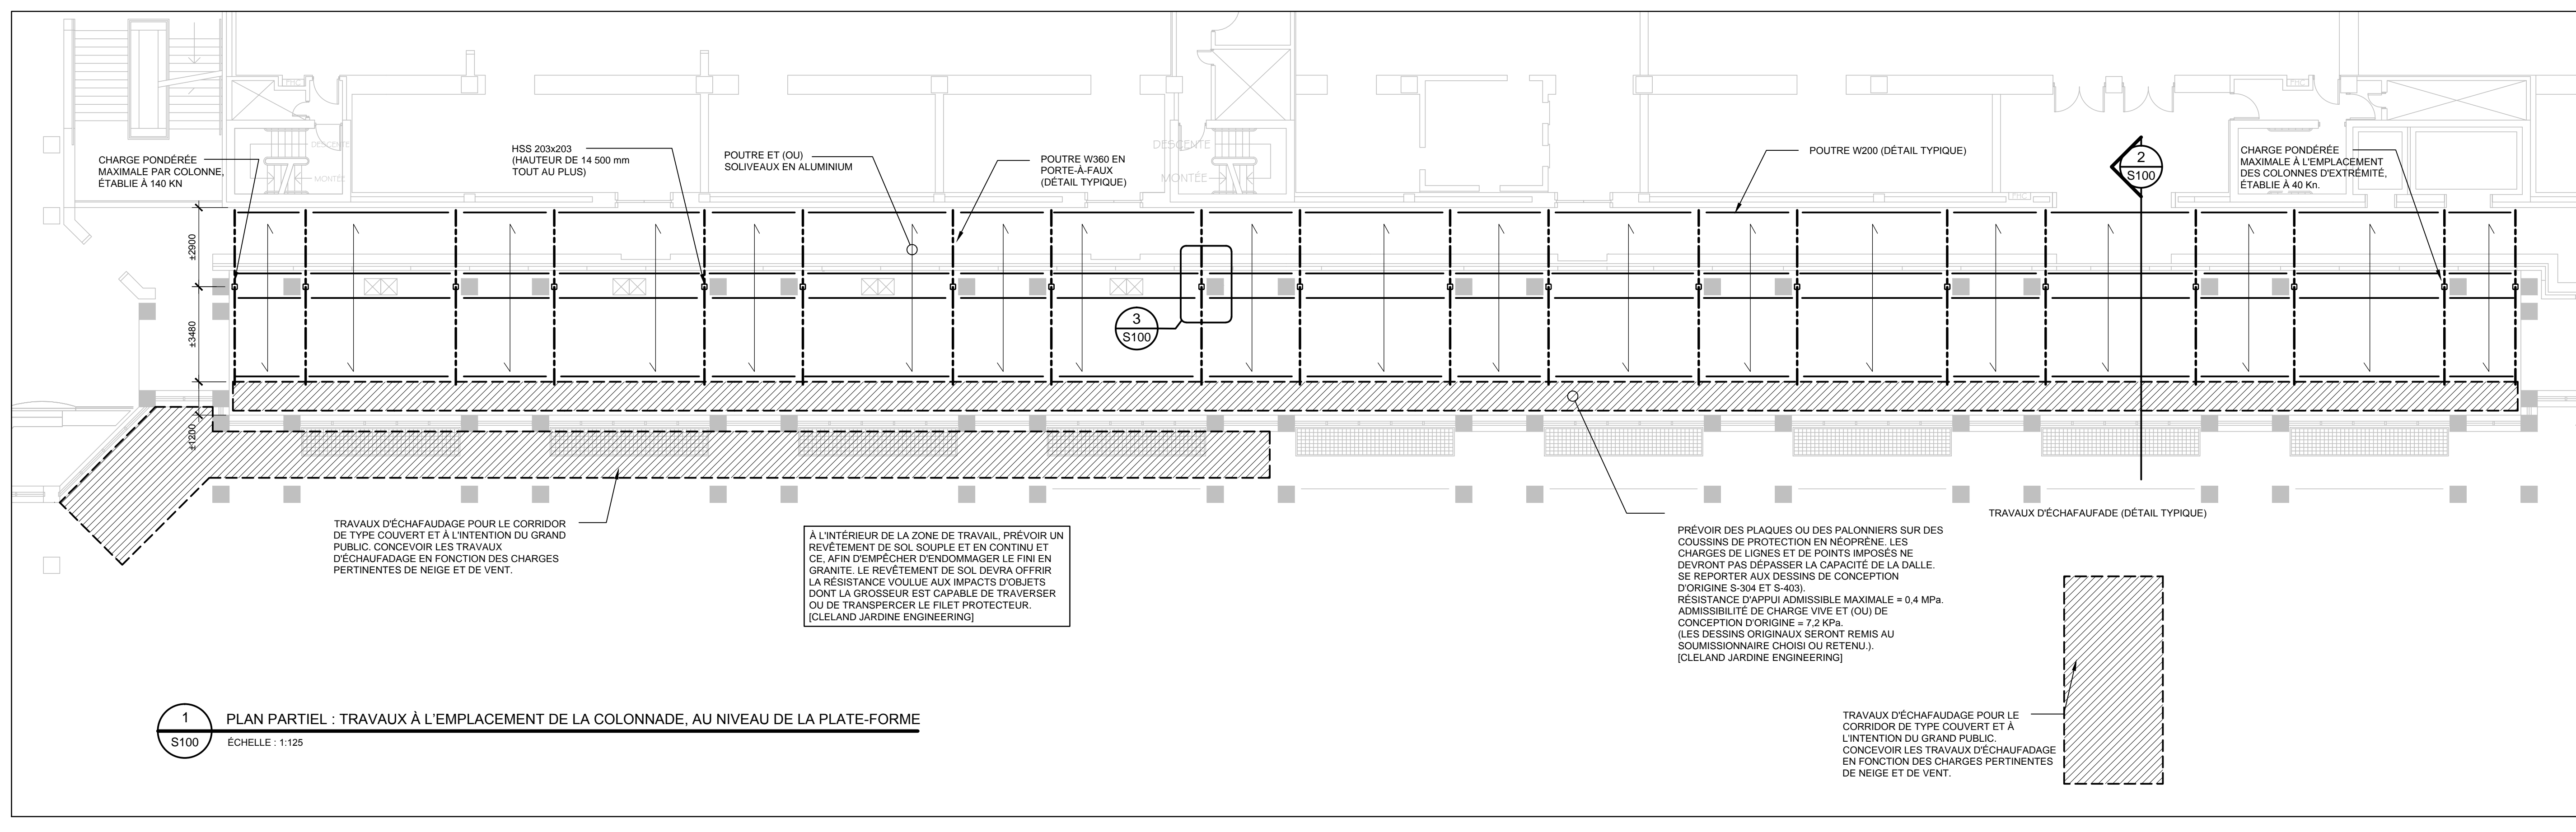 FHC
DESCENTE
MONTÉE
DESCENTE
MONTÉE
FHC
FHC
CHARGE PONDÉRÉE
MAXIMALE PAR COLONNE,
ÉTABLIE À 140 KN
HSS 203x203
(HAUTEUR DE 14 500 mm
TOUT AU PLUS)
POUTRE ET (OU)
SOLIVEAUX EN ALUMINIUM
POUTRE W360 EN
PORTE-À-FAUX
(DÉTAIL TYPIQUE)
POUTRE W200 (DÉTAIL TYPIQUE)
2
S100
CHARGE PONDÉRÉE
MAXIMALE À L'EMPLACEMENT
DES COLONNES D'EXTRÉMITÉ,
ÉTABLIE À 40 Kn.
±2900
±3480
±1200
3
S100
TRAVAUX D'ÉCHAFAUDAGE POUR LE CORRIDOR
DE TYPE COUVERT ET À L'INTENTION DU GRAND
PUBLIC. CONCEVOIR LES TRAVAUX
D'ÉCHAUFADAGE EN FONCTION DES CHARGES
PERTINENTES DE NEIGE ET DE VENT.
À L'INTÉRIEUR DE LA ZONE DE TRAVAIL, PRÉVOIR UN
REVÊTEMENT DE SOL SOUPLE ET EN CONTINU ET
CE, AFIN D'EMPÊCHER D'ENDOMMAGER LE FINI EN
GRANITE. LE REVÊTEMENT DE SOL DEVRA OFFRIR
LA RÉSISTANCE VOULUE AUX IMPACTS D'OBJETS
DONT LA GROSSEUR EST CAPABLE DE TRAVERSER
OU DE TRANSPERCER LE FILET PROTECTEUR.
[CLELAND JARDINE ENGINEERING]
TRAVAUX D'ÉCHAFAUFADE (DÉTAIL TYPIQUE)
PRÉVOIR DES PLAQUES OU DES PALONNIERS SUR DES
COUSSINS DE PROTECTION EN NÉOPRÈNE. LES
CHARGES DE LIGNES ET DE POINTS IMPOSÉS NE
DEVRONT PAS DÉPASSER LA CAPACITÉ DE LA DALLE.
SE REPORTER AUX DESSINS DE CONCEPTION
D'ORIGINE S-304 ET S-403).
RÉSISTANCE D'APPUI ADMISSIBLE MAXIMALE = 0,4 MPa.
ADMISSIBILITÉ DE CHARGE VIVE ET (OU) DE
CONCEPTION D'ORIGINE = 7,2 KPa.
(LES DESSINS ORIGINAUX SERONT REMIS AU
SOUMISSIONNAIRE CHOISI OU RETENU.).
[CLELAND JARDINE ENGINEERING]
TRAVAUX D'ÉCHAFAUDAGE POUR LE
CORRIDOR DE TYPE COUVERT ET À
L'INTENTION DU GRAND PUBLIC.
CONCEVOIR LES TRAVAUX D'ÉCHAUFADAGE
EN FONCTION DES CHARGES PERTINENTES
DE NEIGE ET DE VENT.
1
S100
PLAN PARTIEL : TRAVAUX À L'EMPLACEMENT DE LA COLONNADE, AU NIVEAU DE LA PLATE-FORME
ÉCHELLE : 1:125